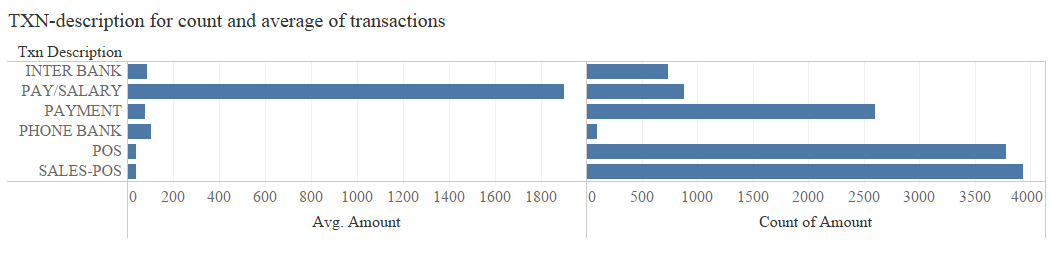 TXN-description for count and average of transactions
Txn Description
INTER BANK
PAY/SALARY
PAYMENT
PHONE BANK
POS
SALES-POS
0 200 400 600 800 1000 1200 1400 1600 1800 0 500 1000 1500 2000 2500 3000 3500 4000
Avg. Amount Count of Amount